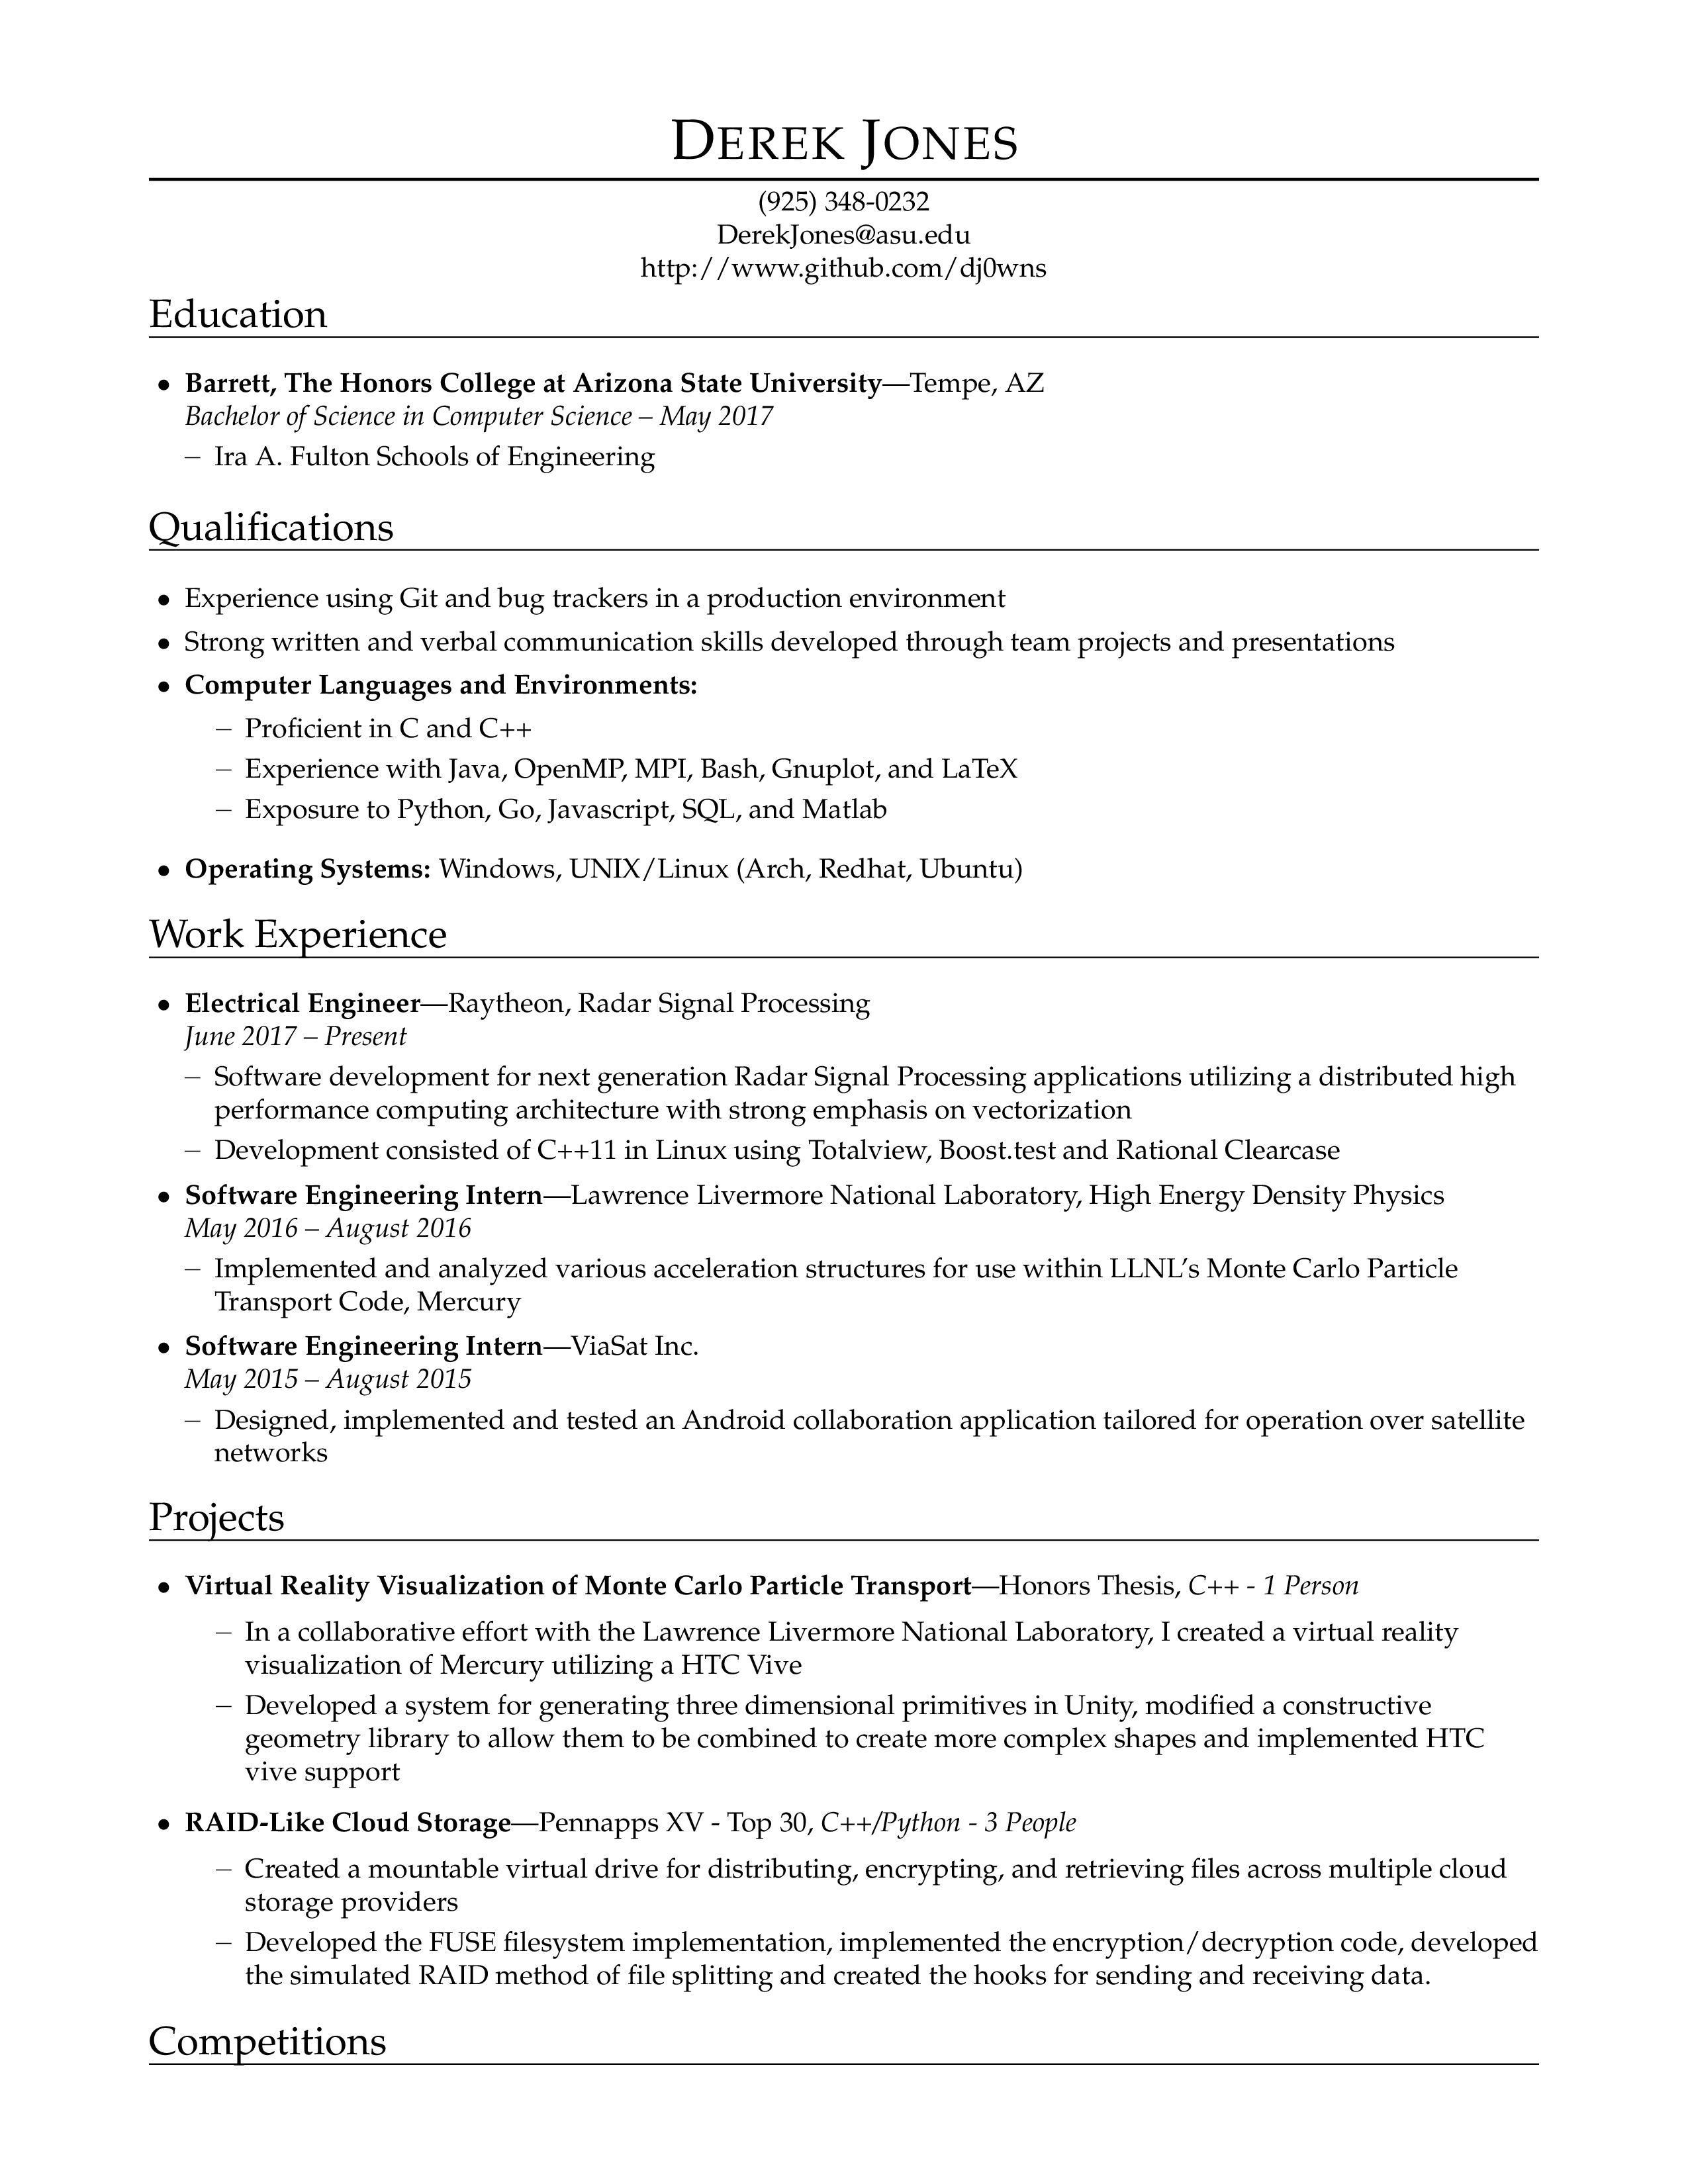 DEREK JONES
(925) 348-0232
DerekJones@asu.edu
http://www.github.com/dj0wns
Education
• Barrett, The Honors College at Arizona State University—Tempe, AZ
Bachelor of Science in Computer Science – May 2017
– Ira A. Fulton Schools of Engineering
Qualifications
• Experience using Git and bug trackers in a production environment
• Strong written and verbal communication skills developed through team projects and presentations
• Computer Languages and Environments:
– Proficient in C and C++
– Experience with Java, OpenMP, MPI, Bash, Gnuplot, and LaTeX
– Exposure to Python, Go, Javascript, SQL, and Matlab
• Operating Systems: Windows, UNIX/Linux (Arch, Redhat, Ubuntu)
Work Experience
• Electrical Engineer—Raytheon, Radar Signal Processing
June 2017 – Present
– Software development for next generation Radar Signal Processing applications utilizing a distributed high
performance computing architecture with strong emphasis on vectorization
– Development consisted of C++11 in Linux using Totalview, Boost.test and Rational Clearcase
• Software Engineering Intern—Lawrence Livermore National Laboratory, High Energy Density Physics
May 2016 – August 2016
– Implemented and analyzed various acceleration structures for use within LLNL’s Monte Carlo Particle
Transport Code, Mercury
• Software Engineering Intern—ViaSat Inc.
May 2015 – August 2015
– Designed, implemented and tested an Android collaboration application tailored for operation over satellite
networks
Projects
• Virtual Reality Visualization of Monte Carlo Particle Transport—Honors Thesis, C++ - 1 Person
– In a collaborative effort with the Lawrence Livermore National Laboratory, I created a virtual reality
visualization of Mercury utilizing a HTC Vive
– Developed a system for generating three dimensional primitives in Unity, modified a constructive
geometry library to allow them to be combined to create more complex shapes and implemented HTC
vive support
• RAID-Like Cloud Storage—Pennapps XV - Top 30, C++/Python - 3 People
– Created a mountable virtual drive for distributing, encrypting, and retrieving files across multiple cloud
storage providers
– Developed the FUSE filesystem implementation, implemented the encryption/decryption code, developed
the simulated RAID method of file splitting and created the hooks for sending and receiving data.
Competitions